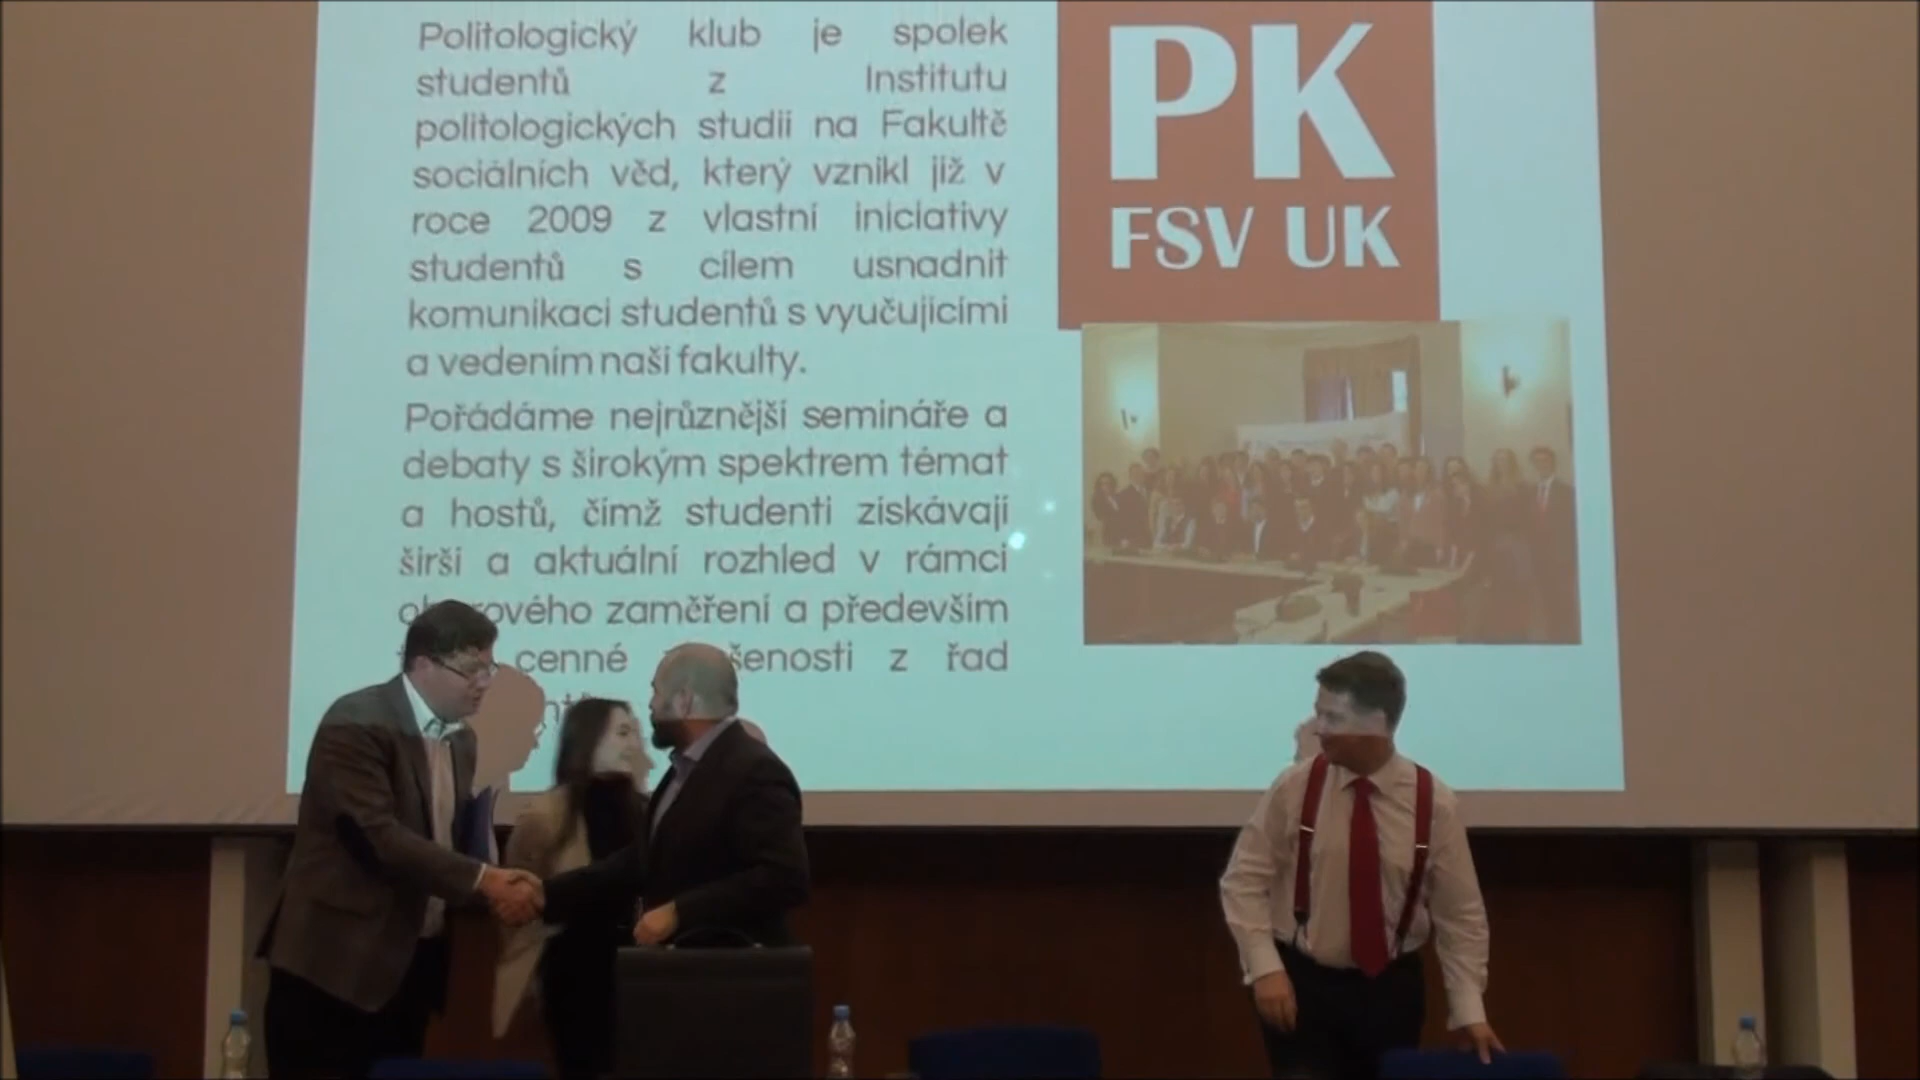 Politologický klub je spolek
studentů z Institutu
politologických studií na Fakultě
sociálních věd, který vznikl již v
roce 2009 z vlastní iniciativy
studentů s cílem usnadnit
komunikaci studentů s vyučujícími
a vedením naší fakulty.
Pořádáme nejrůznější semináře a
debaty s širokým spektrem témat
a hostů, čímž studenti získávají
širší a aktuální rozhled v rámci
zaměření a především
cenné z řad
PK
FSV UK